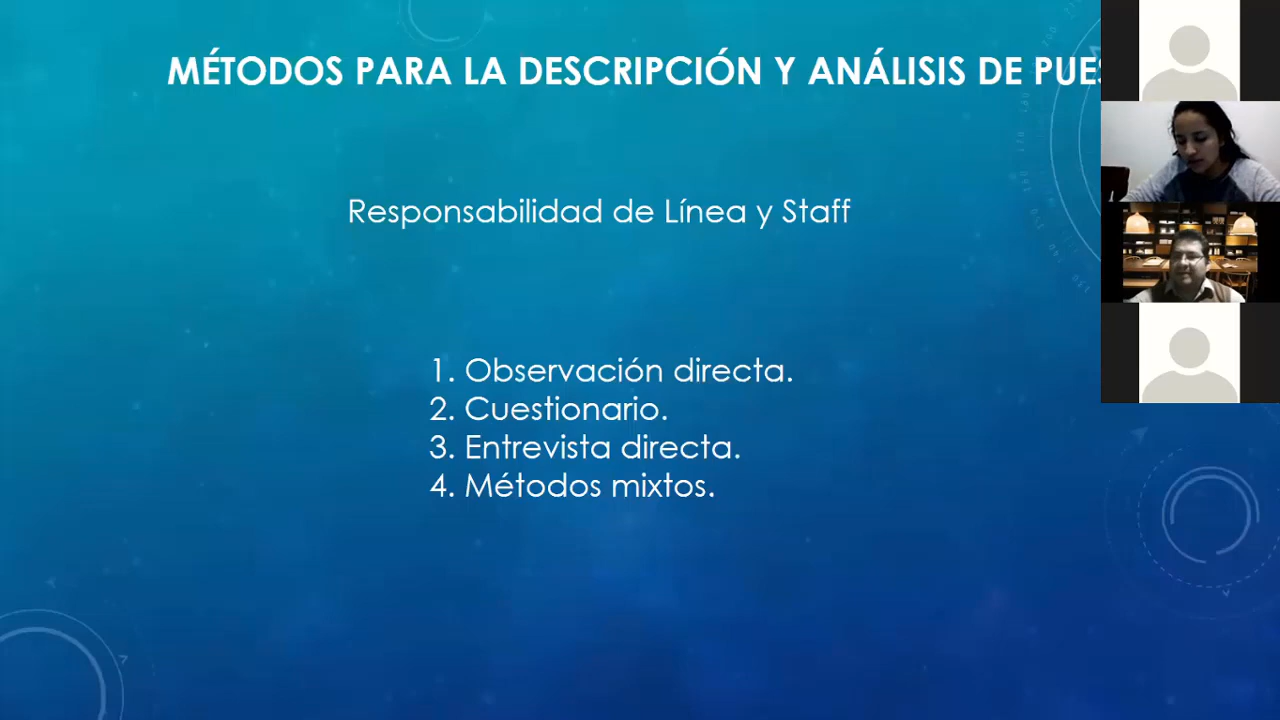 MÉTODOS PARA LA DESCRIPCIÓN Y ANÁLISIS DE
Responsabilidad de Línea y Staff
1. Observación directa.
2. Cuestionario.
3. Entrevista directa.
4. Métodos mixtos.